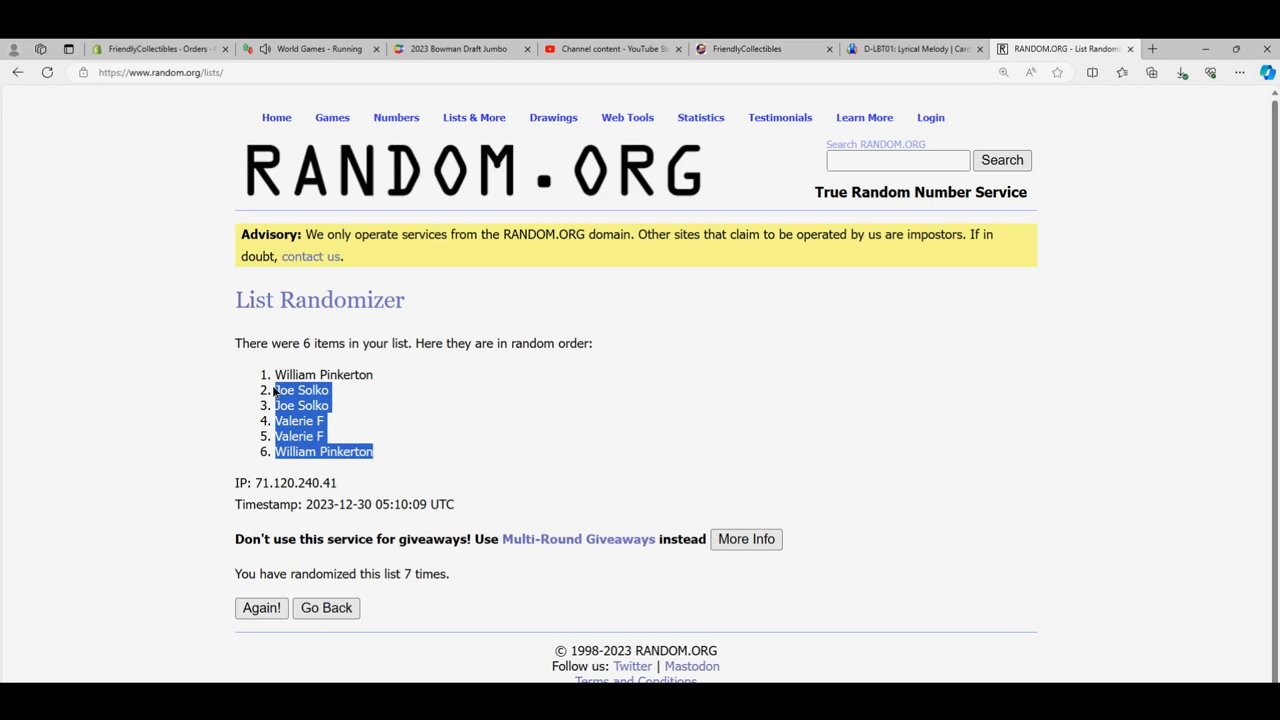 FriendlyCollectibles - Orders -
World Games - Running
2023 Bowman Draft Jumbo
Channel content - YouTube St
FriendlyCollectibles
D-LBT01: Lyrical Melody | Car
RANDOM.ORG - List Random
https://www.random.org/lists/
Home Games Numbers Lists & More Drawings Web Tools Statistics Testimonials Learn More Login
RANDOM.ORG
Search RANDOM.ORG
Search
True Random Number Service
Advisory: We only operate services from the RANDOM.ORG domain. Other sites that claim to be operated by us are impostors. If in
doubt, contact us.
List Randomizer
There were 6 items in your list. Here they are in random order:
1. William Pinkerton
2. Joe Solko
3. Joe Solko
4. Valerie F
5. Valerie F
6. William Pinkerton
IP: 71.120.240.41
Timestamp: 2023-12-30 05:10:09 UTC
Don't use this service for giveaways! Use Multi-Round Giveaways instead More Info
You have randomized this list 7 times.
Again! Go Back
© 1998-2023 RANDOM.ORG
Follow us: Twitter | Mastodon
Terms and Conditions